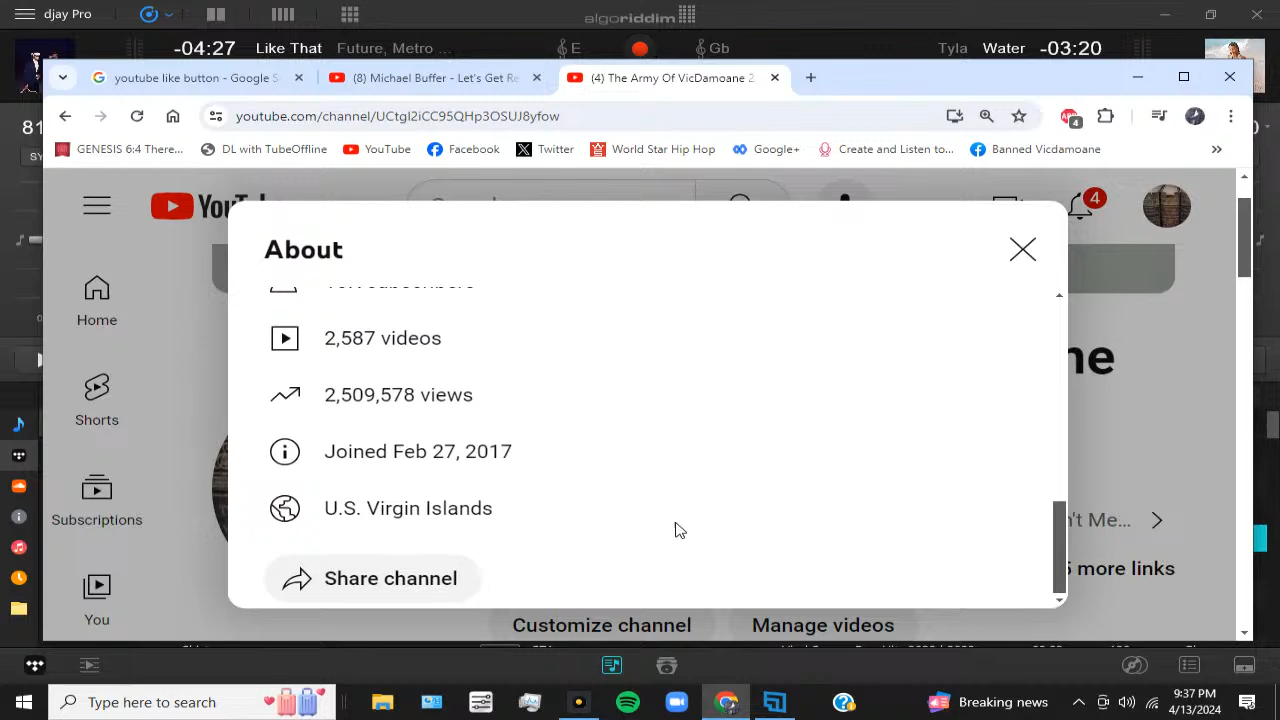 djay Pro
algoriddim
-04:27 Like That Future, Metro ... E
Gb Tyla Water -03:20
youtube like button - Google S
(8) Michael Buffer - Let's Get Re
(4) The Army Of VicDamoane 2
youtube.com/channel/UCtgI2iCC95QHp3OSUJ8yfow
4
GENESIS 6:4 There... DL with TubeOffline YouTube Facebook Twitter World Star Hip Hop Google+ Create and Listen to... Banned Vicdamoane »
81
BY
4
Home
Shorts
Subscriptions
You
About
2,587 videos
2,509,578 views
Joined Feb 27, 2017
U.S. Virgin Islands
Share channel
ne
n't Me...
5 more links
Customize channel
Manage videos
Type here to search
Breaking news
9:37 PM
4/13/2024